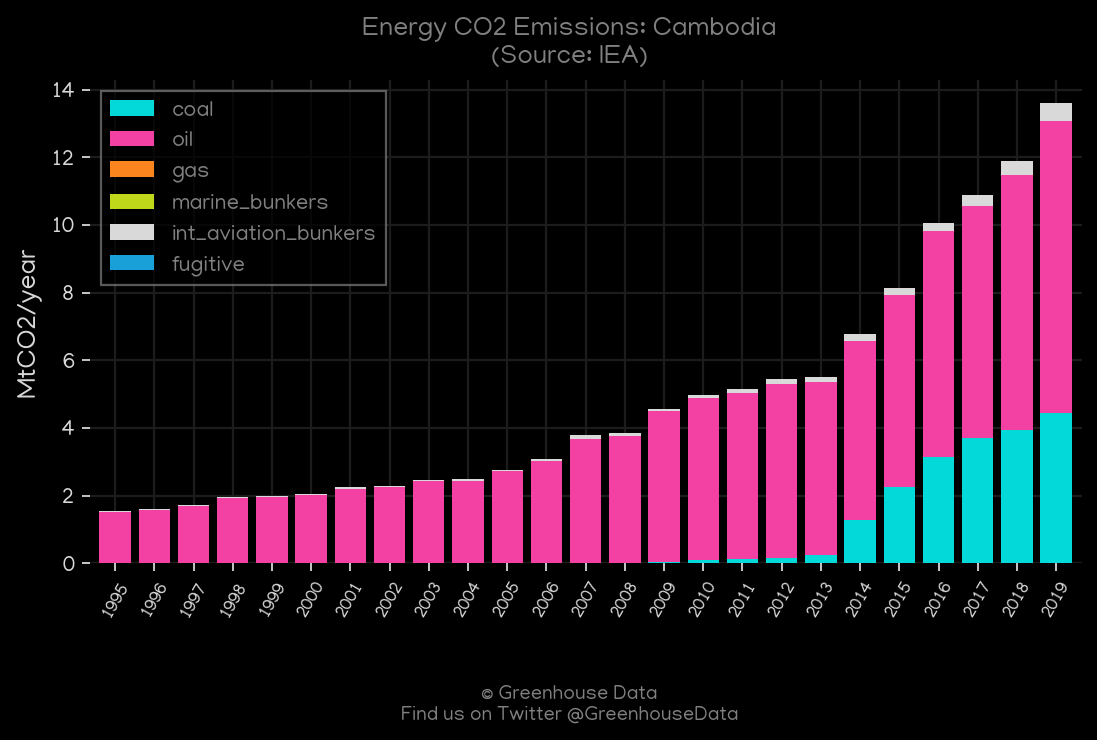 Energy CO2 Emissions: Cambodia
(Source: IEA)
MtCO2/year
14
12
10
8
6
4
2
0
coal
oil
gas
marine_bunkers
int_aviation_bunkers
fugitive
1995 1996 1997 1998 1999 2000 2001 2002 2003 2004 2005 2006 2007 2008 2009 2010 2011 2012 2013 2014 2015 2016 2017 2018 2019
© Greenhouse Data
Find us on Twitter @GreenhouseData